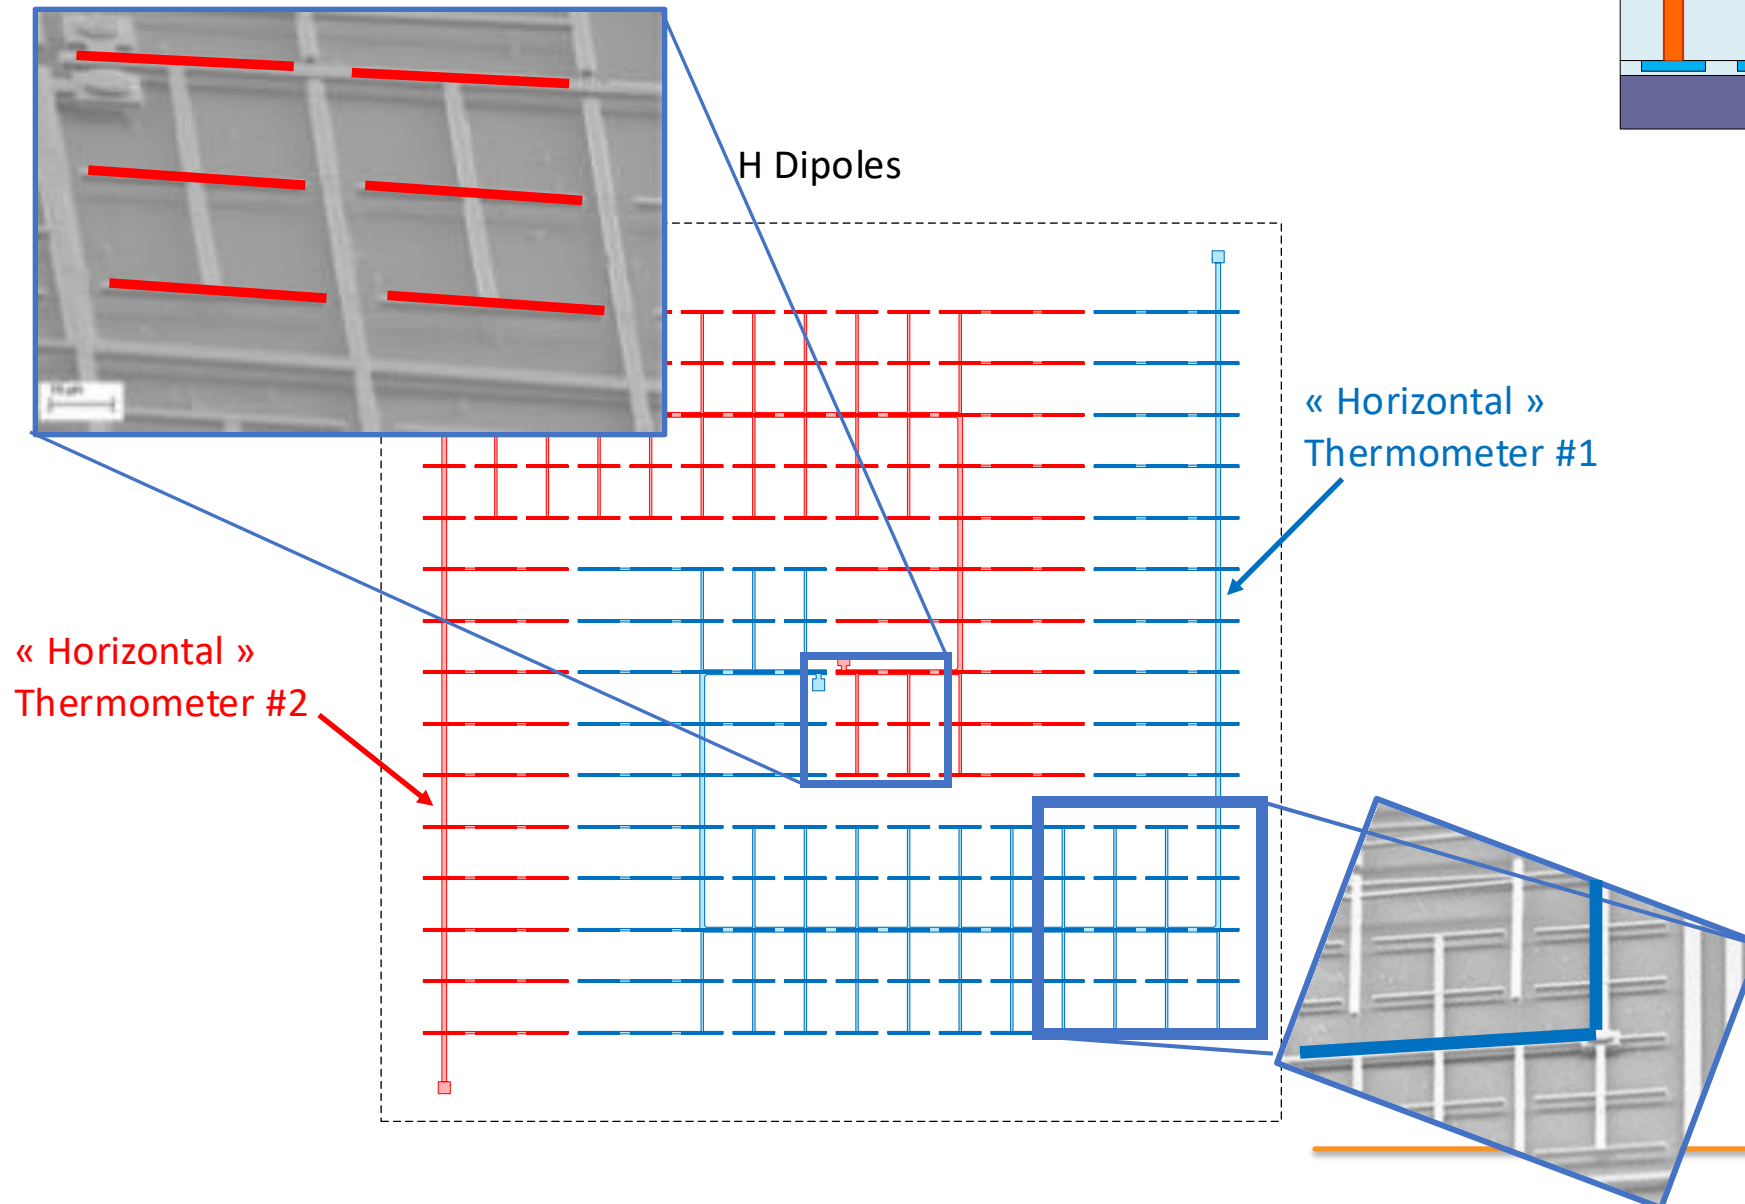 H Dipoles
« Horizontal »
Thermometer #1
« Horizontal »
Thermometer #2